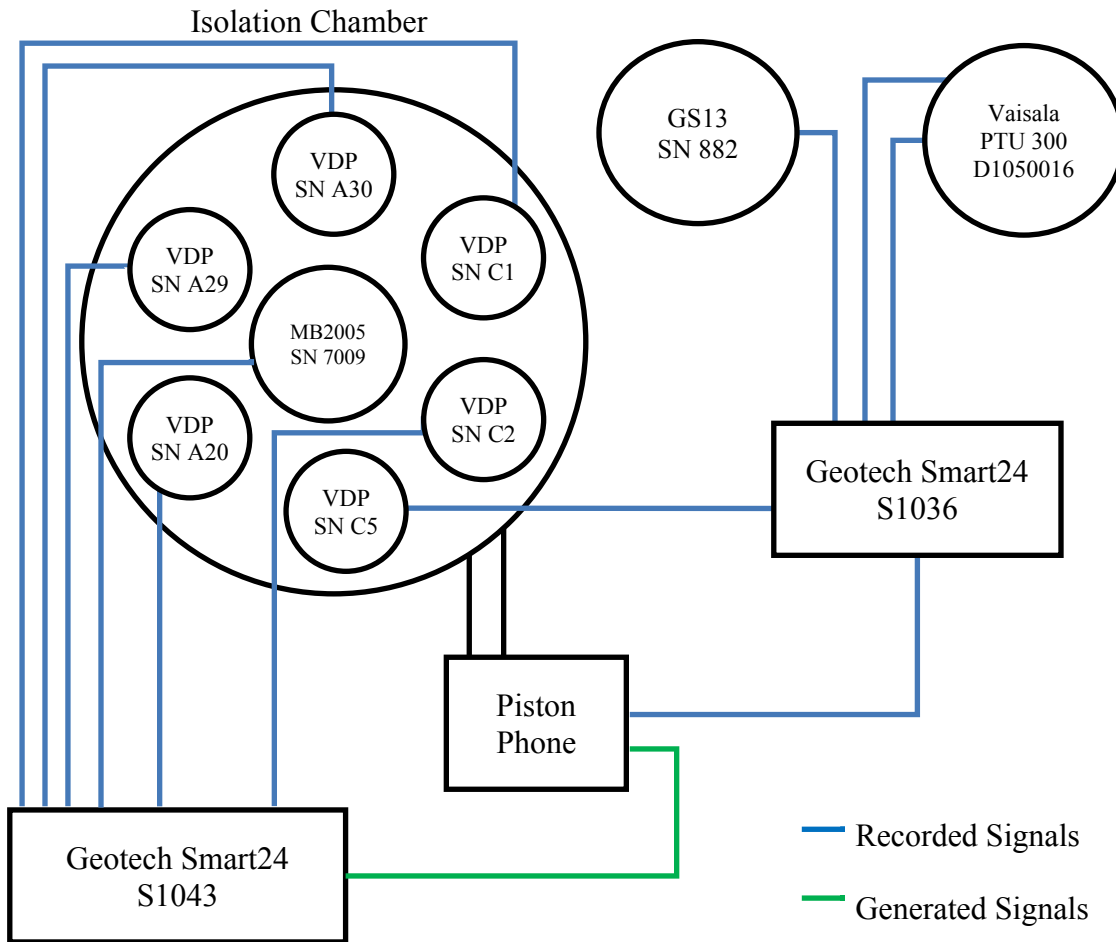 Isolation Chamber
VDP
SN A30
VDP
SN C1
VDP
SN A29
MB2005
SN 7009
VDP
SN A20
VDP
SN C2
VDP
SN C5
GS13
SN 882
Vaisala
PTU 300
D1050016
Geotech Smart24
S1036
Piston
Phone
Geotech Smart24
S1043
Recorded Signals
Generated Signals